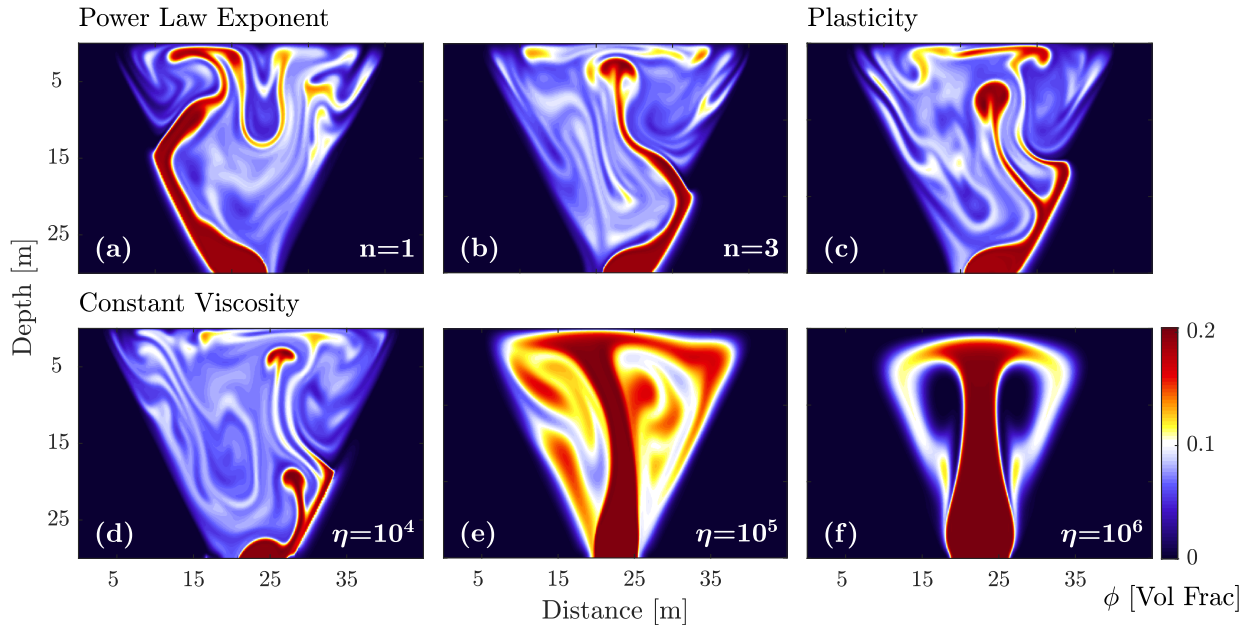 Power Law Exponent
Plasticity
5
15
25
(a)
n=1
(b)
n=3
(c)
Depth [m]
Constant Viscosity
5
15
25
(d)
η=10⁴
(e)
η=10⁵
(f)
η=10⁶
0.2
0.1
0
5 15 25 35
5 15 25 35
5 15 25 35
Distance [m]
ϕ [Vol Frac]